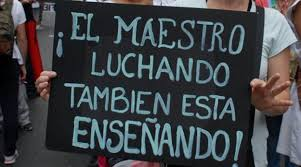 ¡EL MAESTRO
LUCHANDO
TAMBIEN ESTA
ENSEÑANDO!